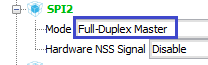 SPI2
Mode Full-Duplex Master
Hardware NSS Signal Disable